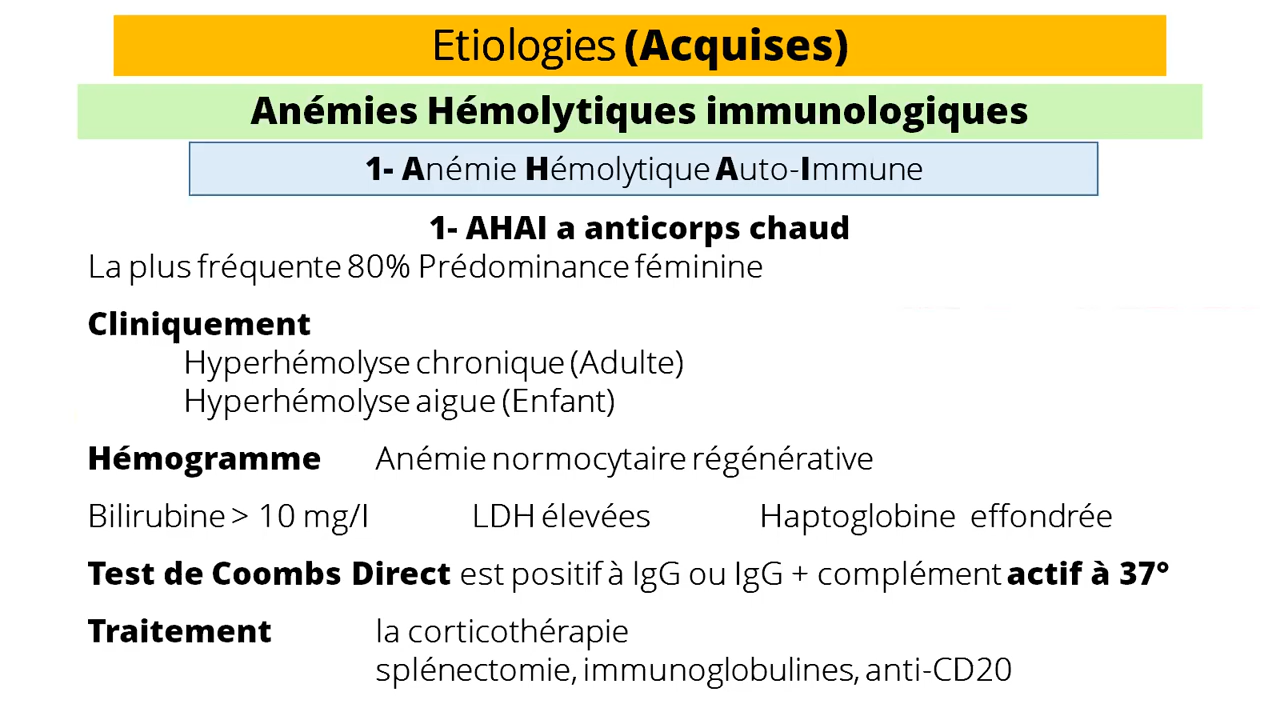 Etiologies (Acquises)
Anémies Hémolytiques immunologiques
1- Anémie Hémolytique Auto-Immune
1- AHAI a anticorps chaud
La plus fréquente 80% Prédominance féminine
Cliniquement
Hyperhémolyse chronique (Adulte)
Hyperhémolyse aigue (Enfant)
Hémogramme Anémie normocytaire régénérative
Bilirubine > 10 mg/l LDH élevées Haptoglobine effondrée
Test de Coombs Direct est positif à IgG ou IgG + complément actif à 37°
Traitement la corticothérapie
splénectomie, immunoglobulines, anti-CD20